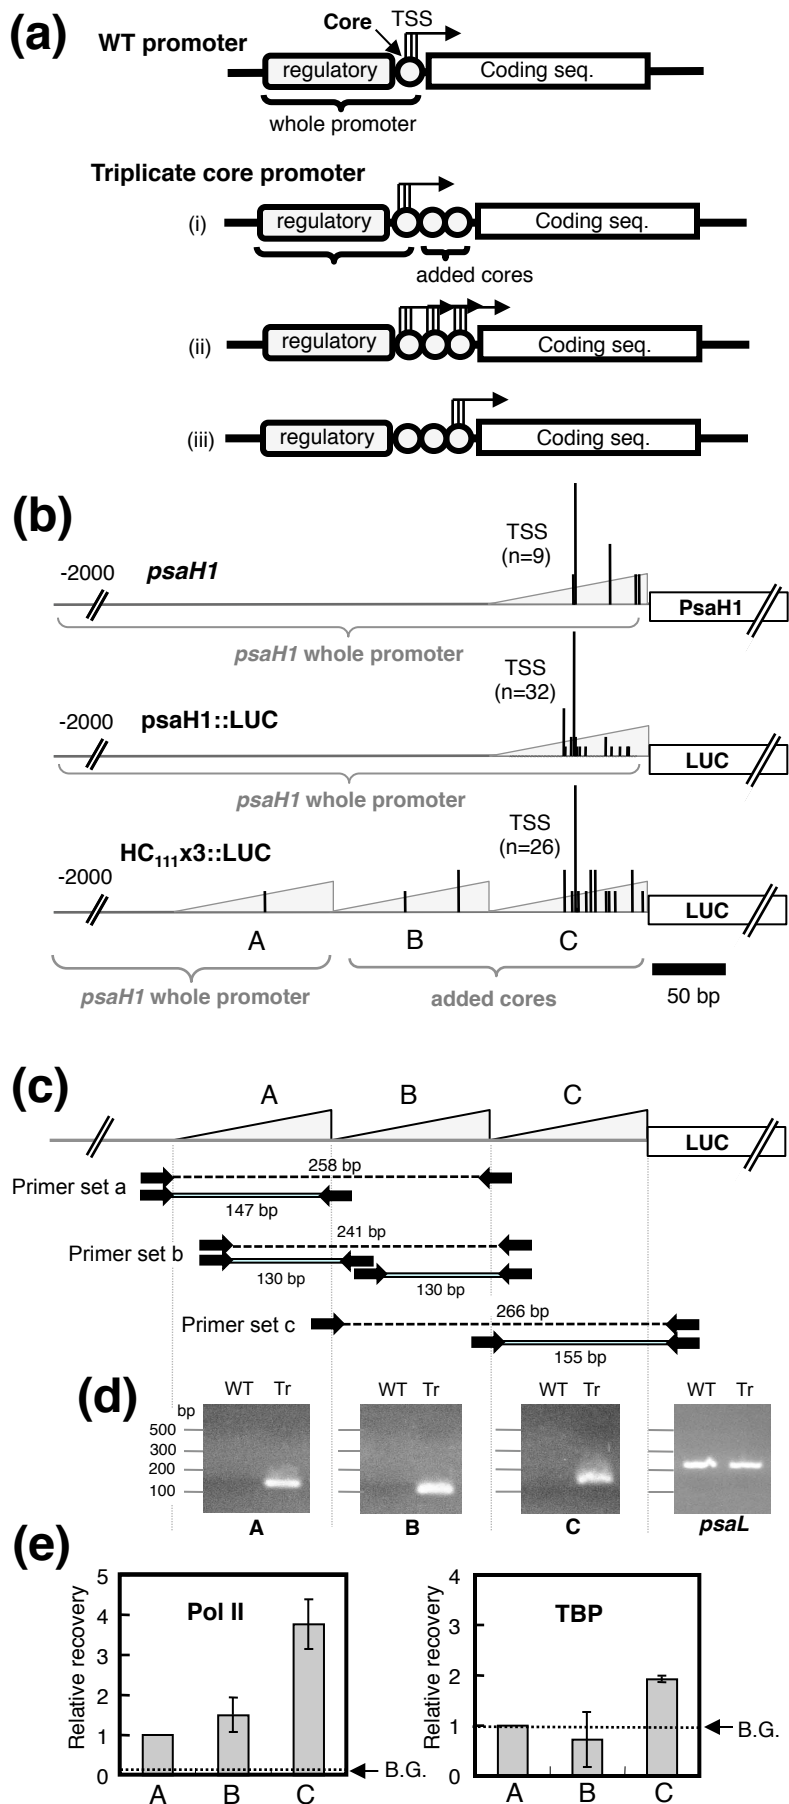 (a)
WT promoter
Core
TSS
regulatory
Coding seq.
whole promoter
Triplicate core promoter
(i)
regulatory
Coding seq.
added cores
(ii)
regulatory
Coding seq.
(iii)
regulatory
Coding seq.
(b)
-2000
psaH1
TSS
(n=9)
PsaH1
psaH1 whole promoter
-2000
psaH1::LUC
TSS
(n=32)
LUC
psaH1 whole promoter
-2000
HC111x3::LUC
TSS
(n=26)
LUC
A
B
C
psaH1 whole promoter
added cores
50 bp
(c)
A
B
C
LUC
Primer set a
258 bp
147 bp
Primer set b
241 bp
130 bp
130 bp
Primer set c
266 bp
155 bp
(d)
WT Tr
WT Tr
WT Tr
WT Tr
bp
500
300
200
100
A
B
C
psaL
(e)
Relative recovery
5
4
3
2
1
0
Pol II
B.G.
A
B
C
Relative recovery
4
3
2
1
0
TBP
B.G.
A
B
C